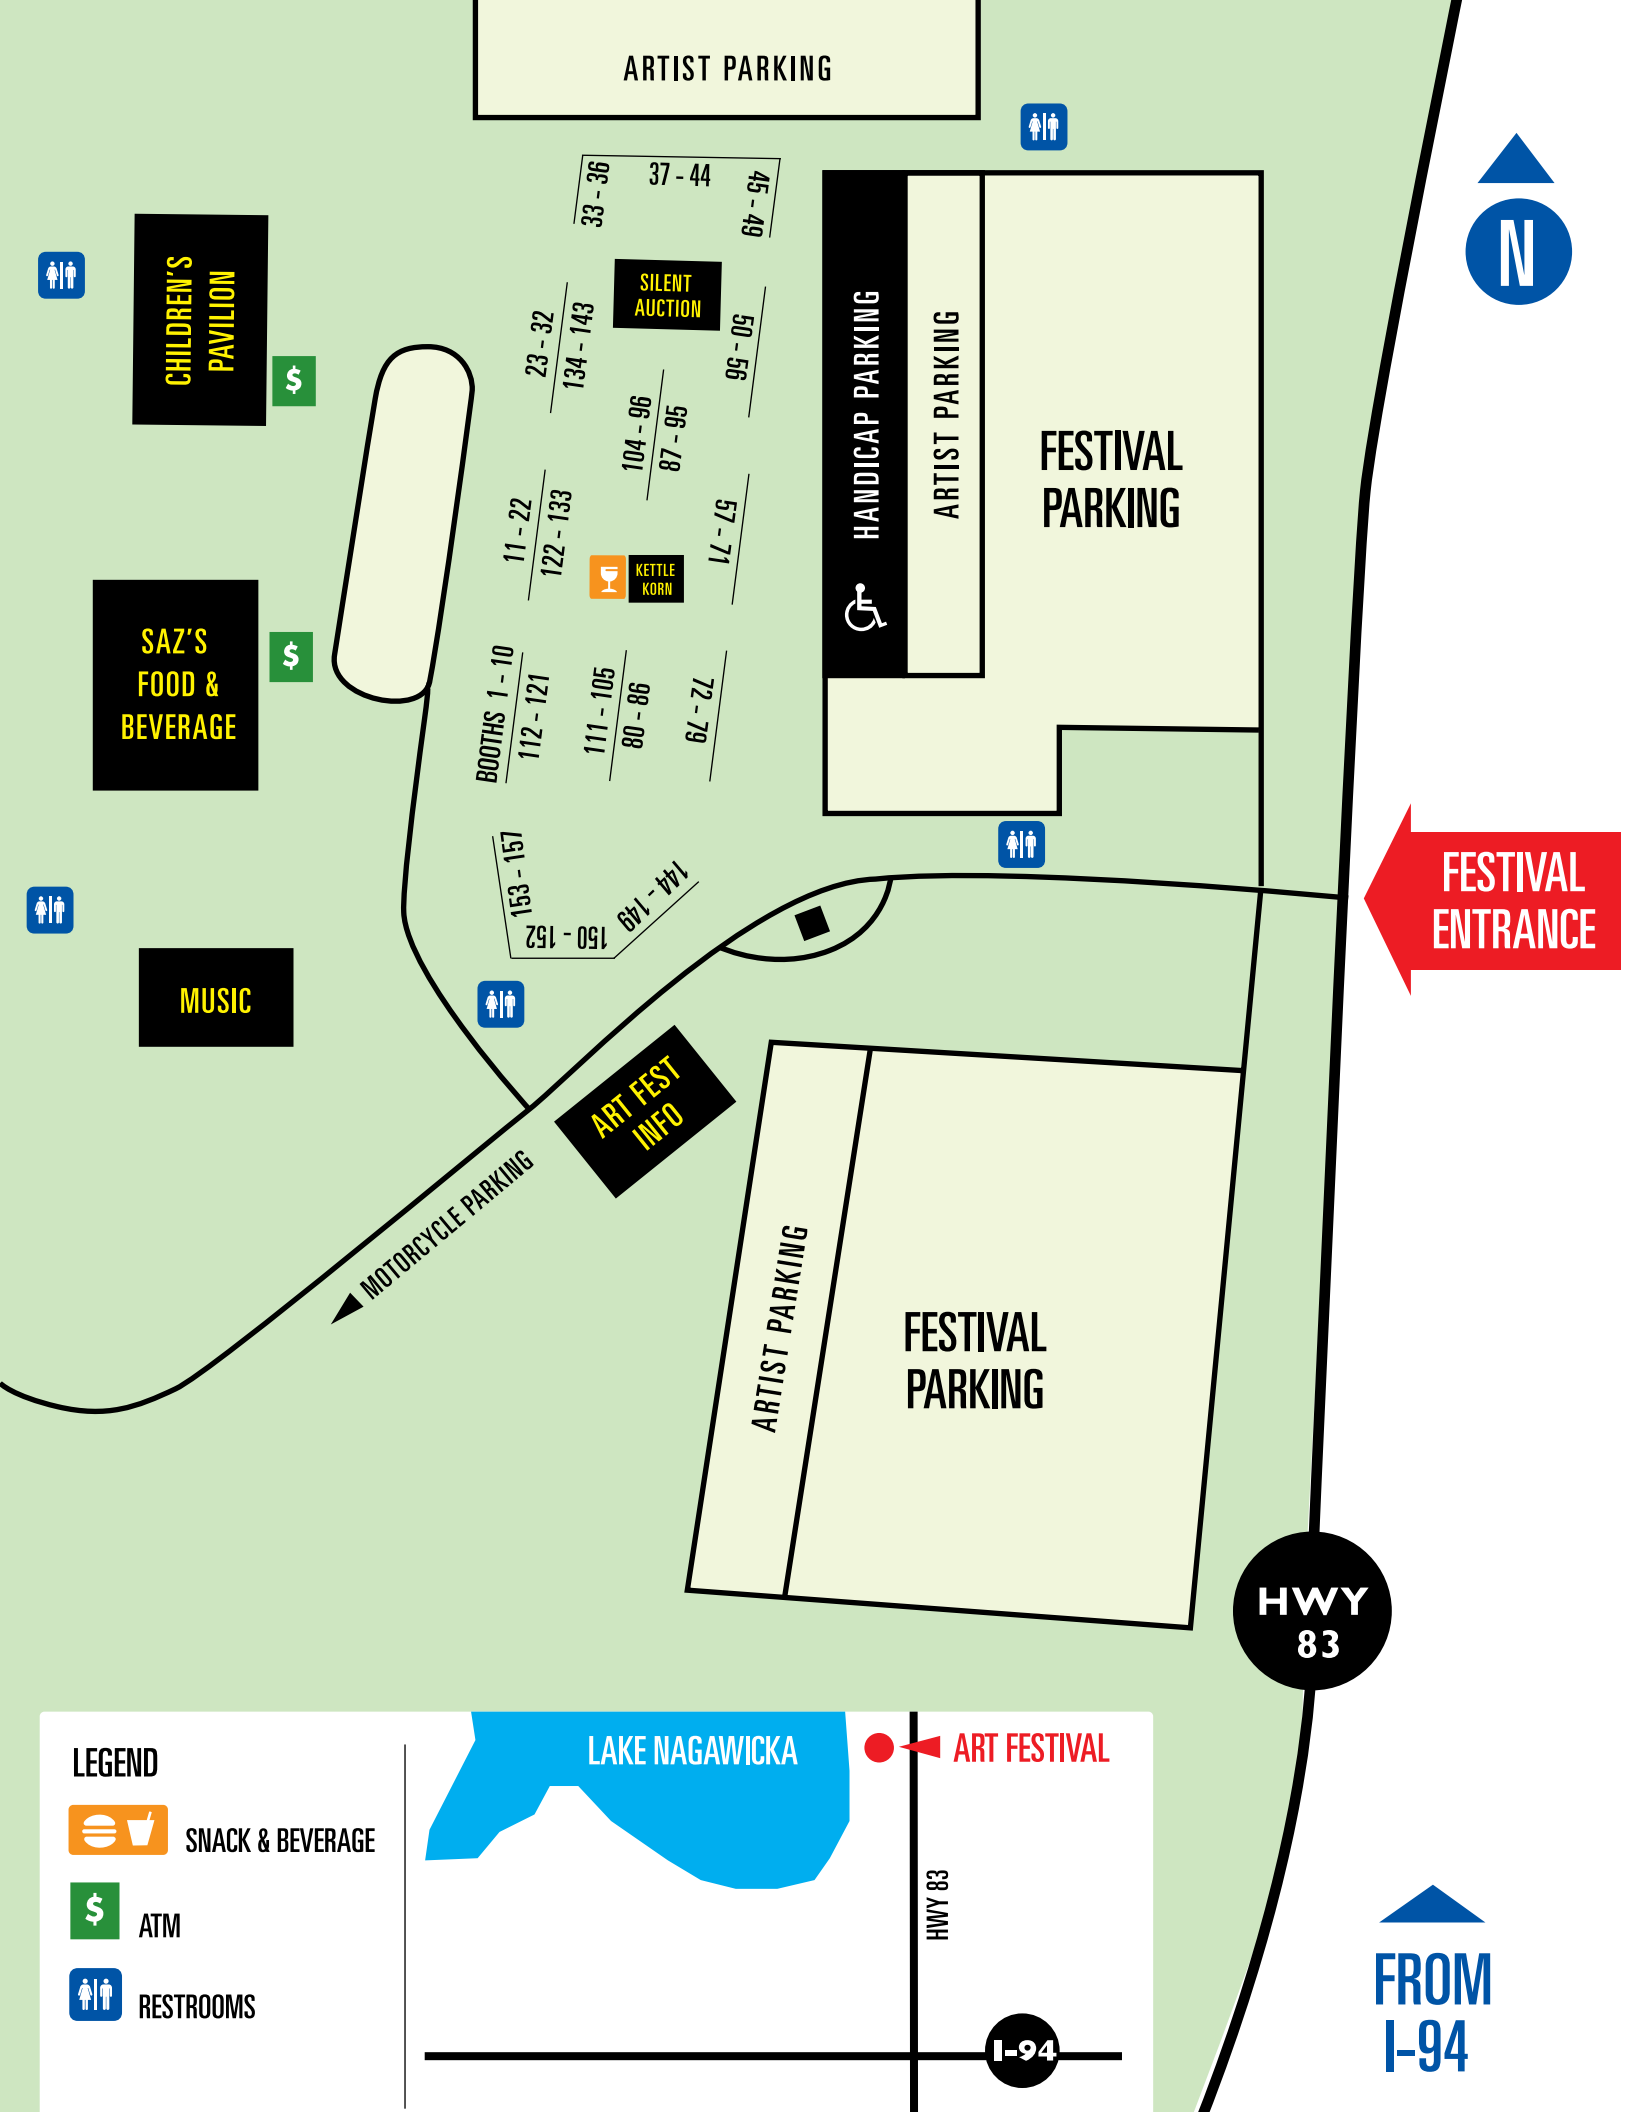 ARTIST PARKING
33 - 36
37 - 44
45 - 49
N
CHILDREN'S
PAVILION
$
SILENT
AUCTION
23 - 32
134 - 143
50 - 56
104 - 96
87 - 95
HANDICAP PARKING
ARTIST PARKING
FESTIVAL
PARKING
11 - 22
122 - 133
57 - 71
KETTLE
KORN
SAZ'S
FOOD &
BEVERAGE
$
BOOTHS 1 - 10
112 - 121
111 - 105
80 - 86
72 - 79
153 - 157
150 - 152
144 - 149
FESTIVAL
ENTRANCE
MUSIC
ART FEST
INFO
MOTORCYCLE PARKING
ARTIST PARKING
FESTIVAL
PARKING
HWY
83
LEGEND
SNACK & BEVERAGE
$
ATM
RESTROOMS
LAKE NAGAWICKA
ART FESTIVAL
HWY 83
I-94
FROM
I-94